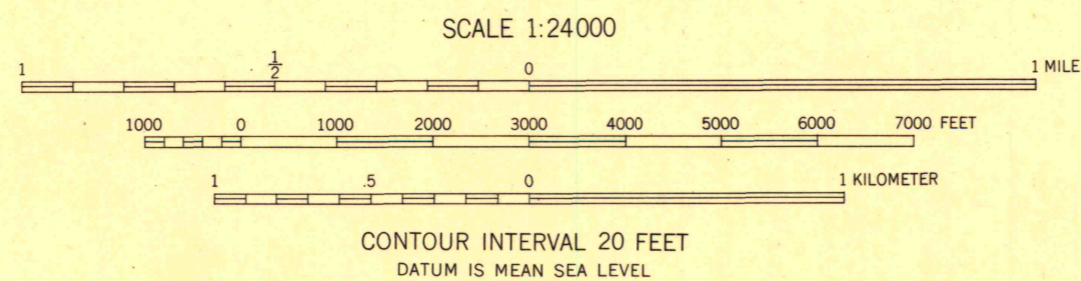 SCALE 1:24000
1 1/2 0 1 MILE
1000 0 1000 2000 3000 4000 5000 6000 7000 FEET
1 .5 0 1 KILOMETER
CONTOUR INTERVAL 20 FEET
DATUM IS MEAN SEA LEVEL